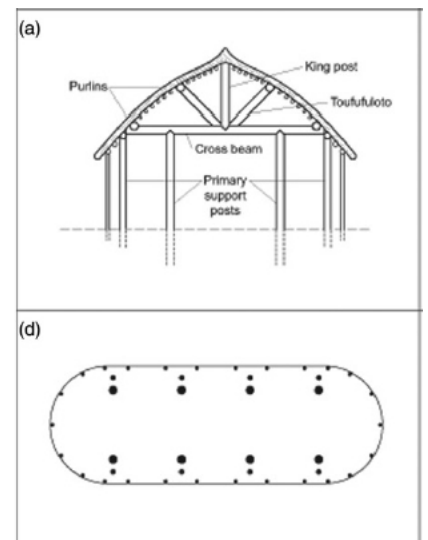 (a)
King post
Purlins
Toufufuloto
Cross beam
Primary
support
posts
(d)